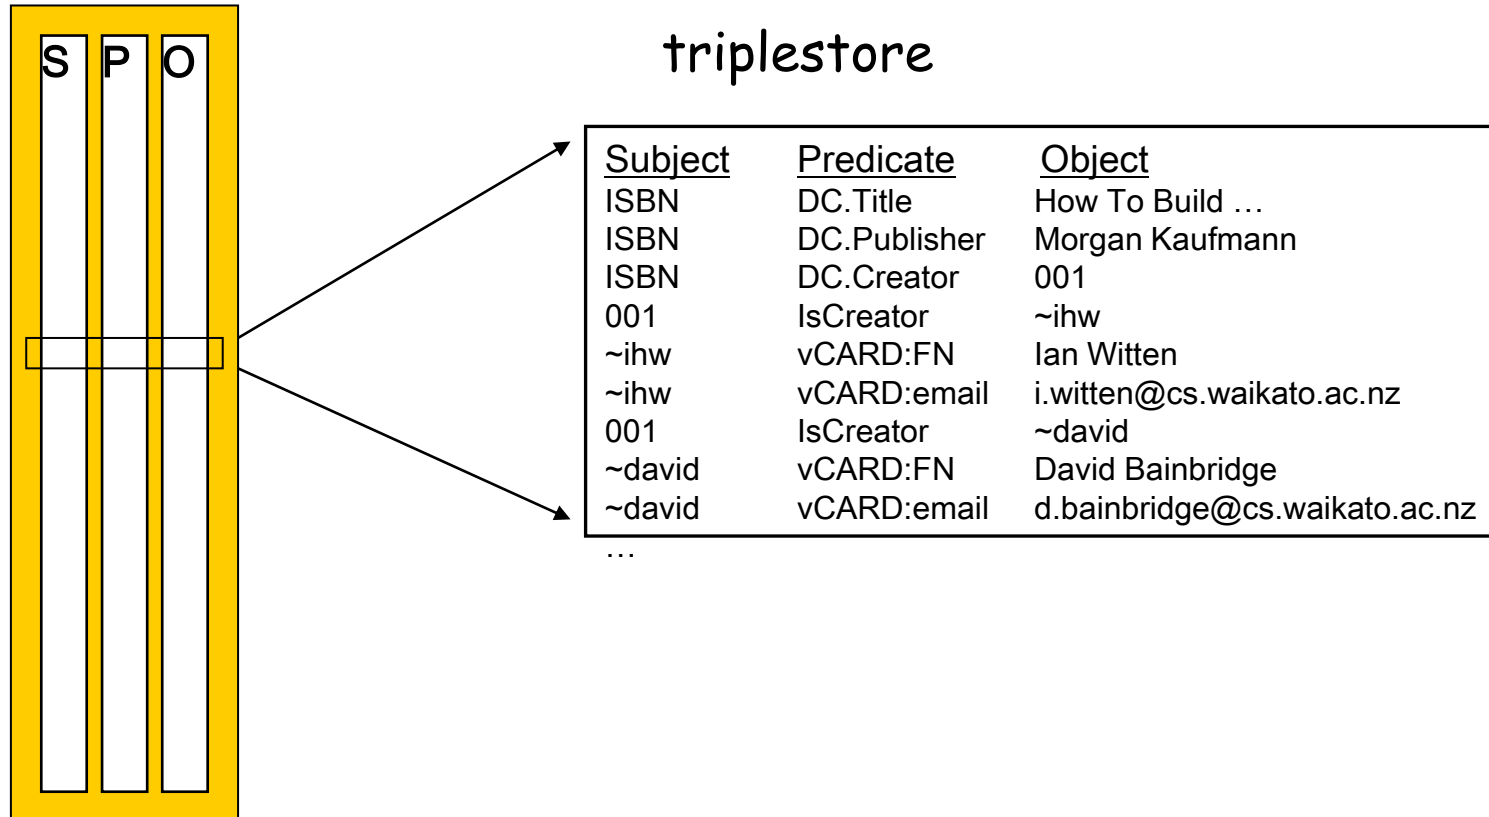 S P O
triplestore
Subject Predicate Object
ISBN DC.Title How To Build …
ISBN DC.Publisher Morgan Kaufmann
ISBN DC.Creator 001
001 IsCreator ~ihw
~ihw vCARD:FN Ian Witten
~ihw vCARD:email i.witten@cs.waikato.ac.nz
001 IsCreator ~david
~david vCARD:FN David Bainbridge
~david vCARD:email d.bainbridge@cs.waikato.ac.nz
…